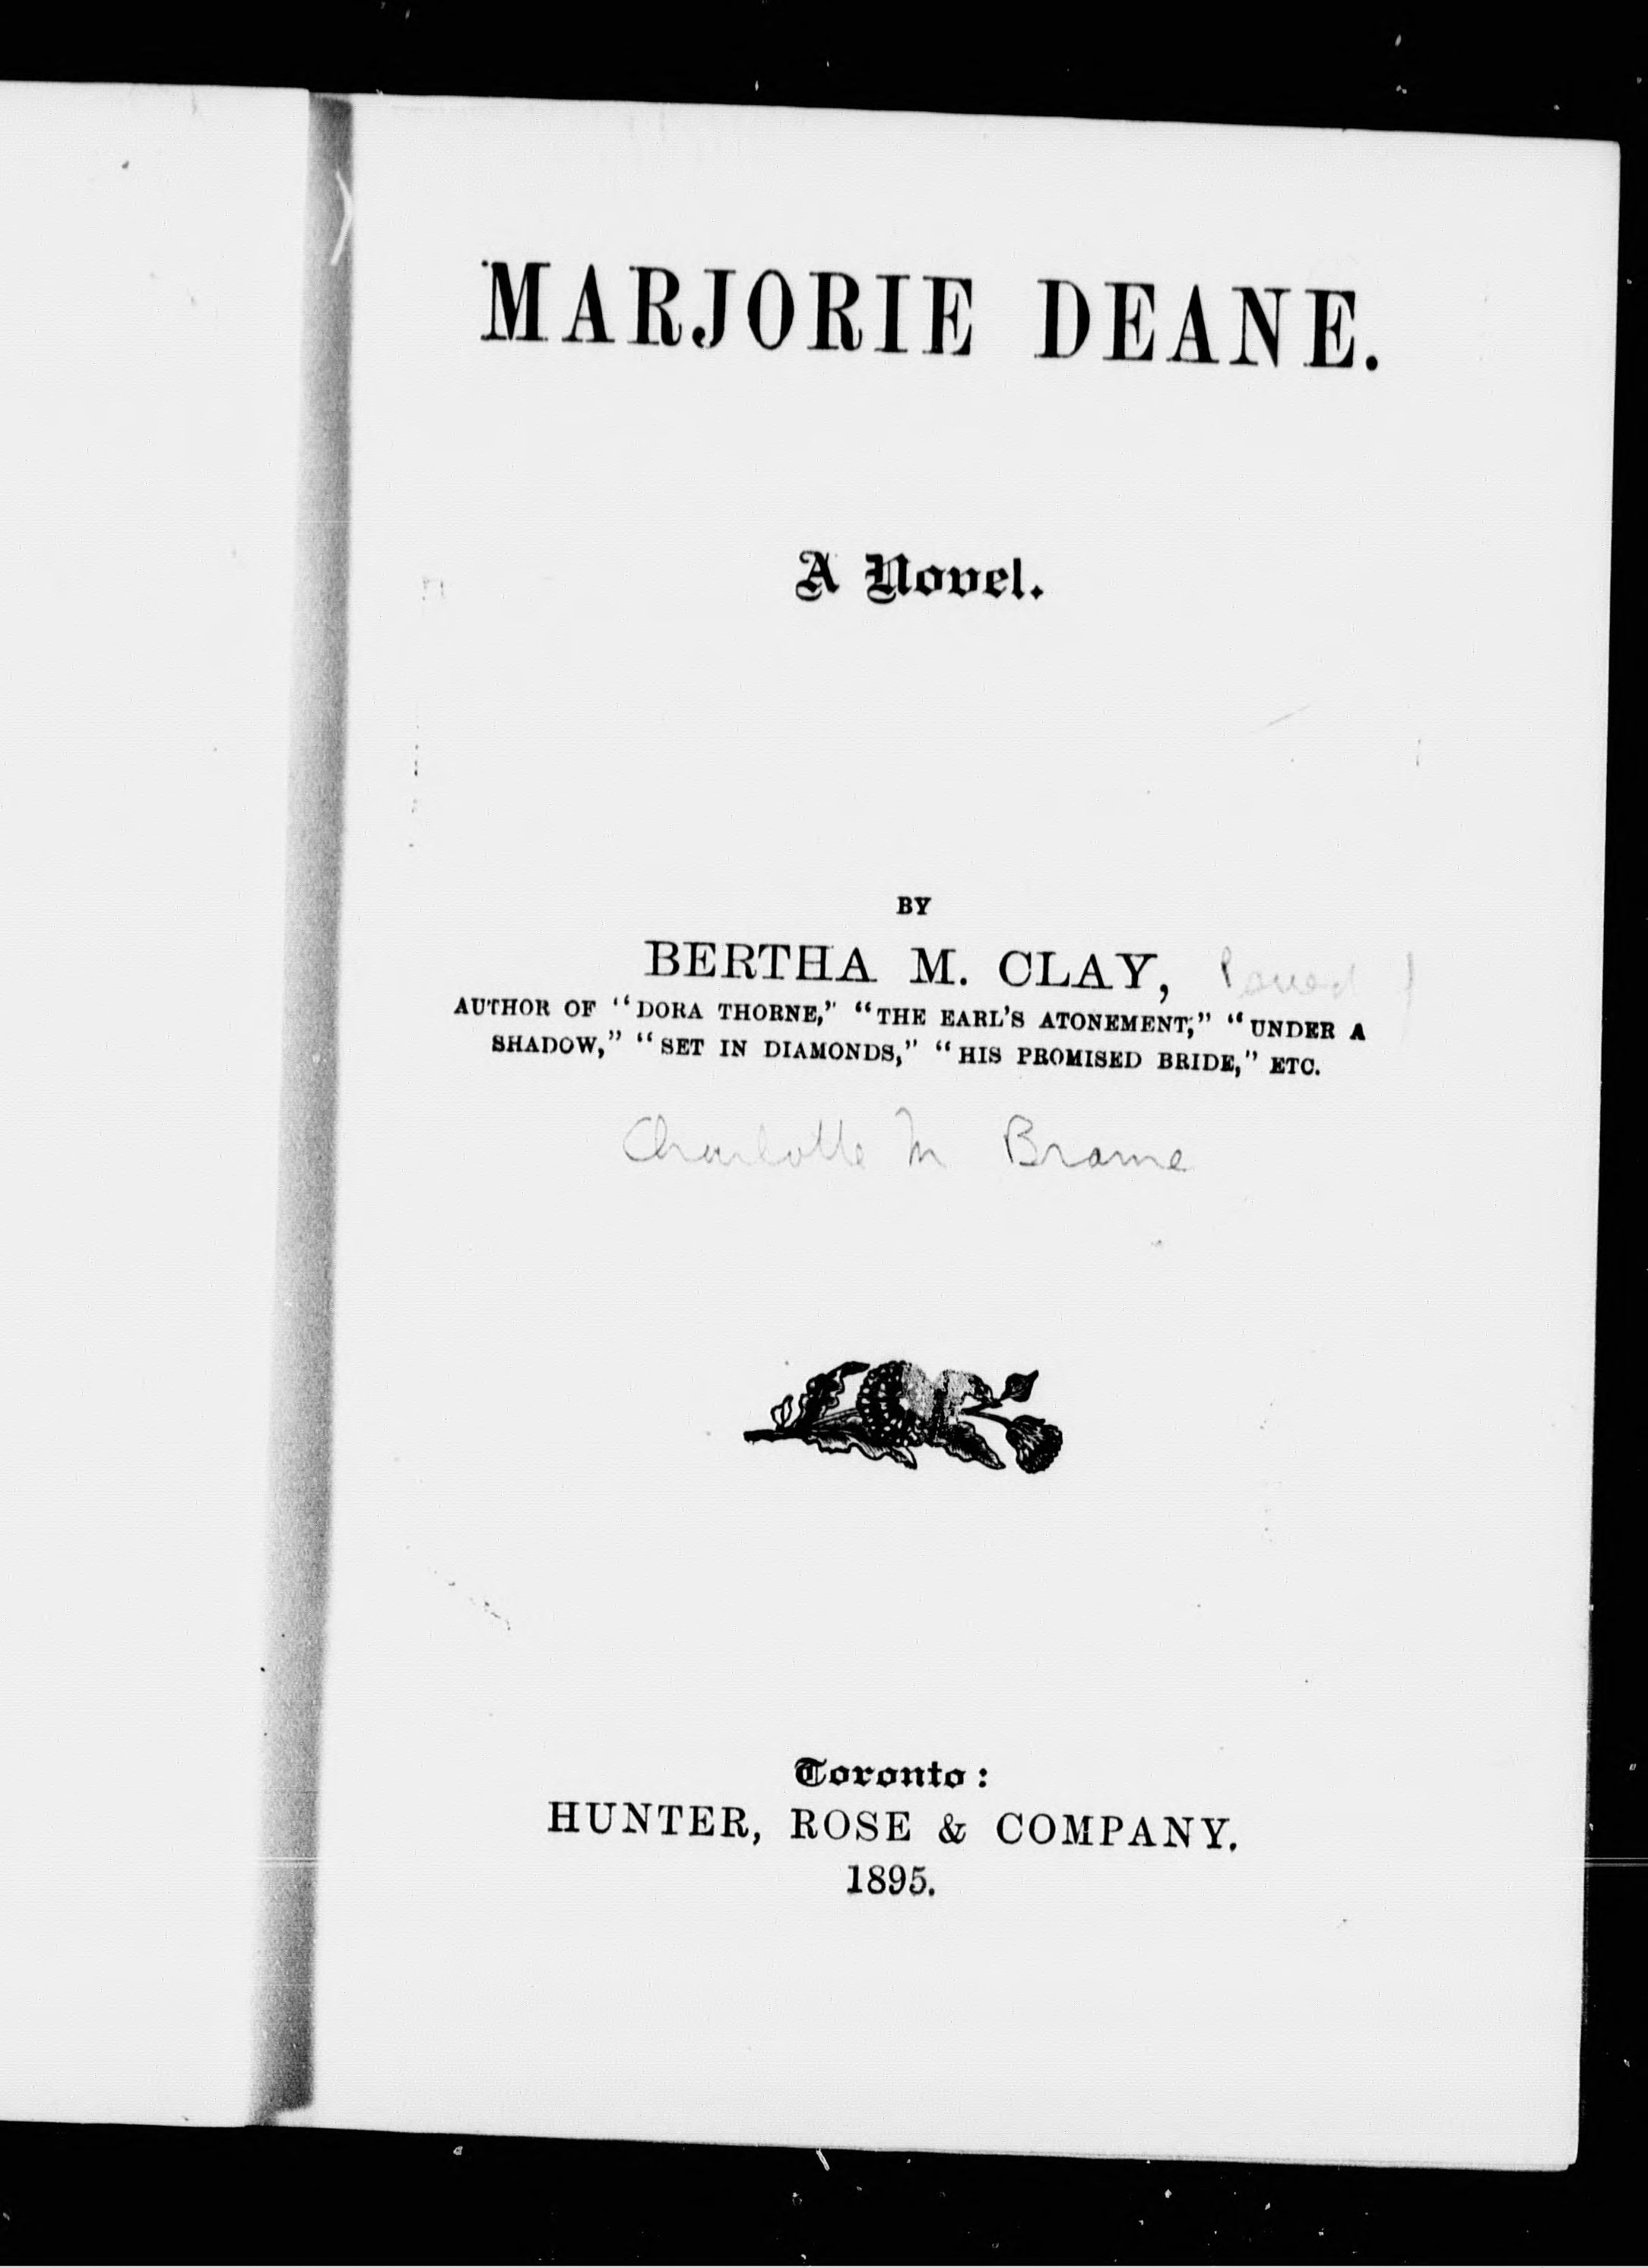 MARJORIE DEANE.
A Novel.
BY
BERTHA M. CLAY,
AUTHOR OF "DORA THORNE," "THE EARL'S ATONEMENT," "UNDER A
SHADOW," "SET IN DIAMONDS," "HIS PROMISED BRIDE," ETC.
Charlotte M Brame
Toronto:
HUNTER, ROSE & COMPANY.
1895.